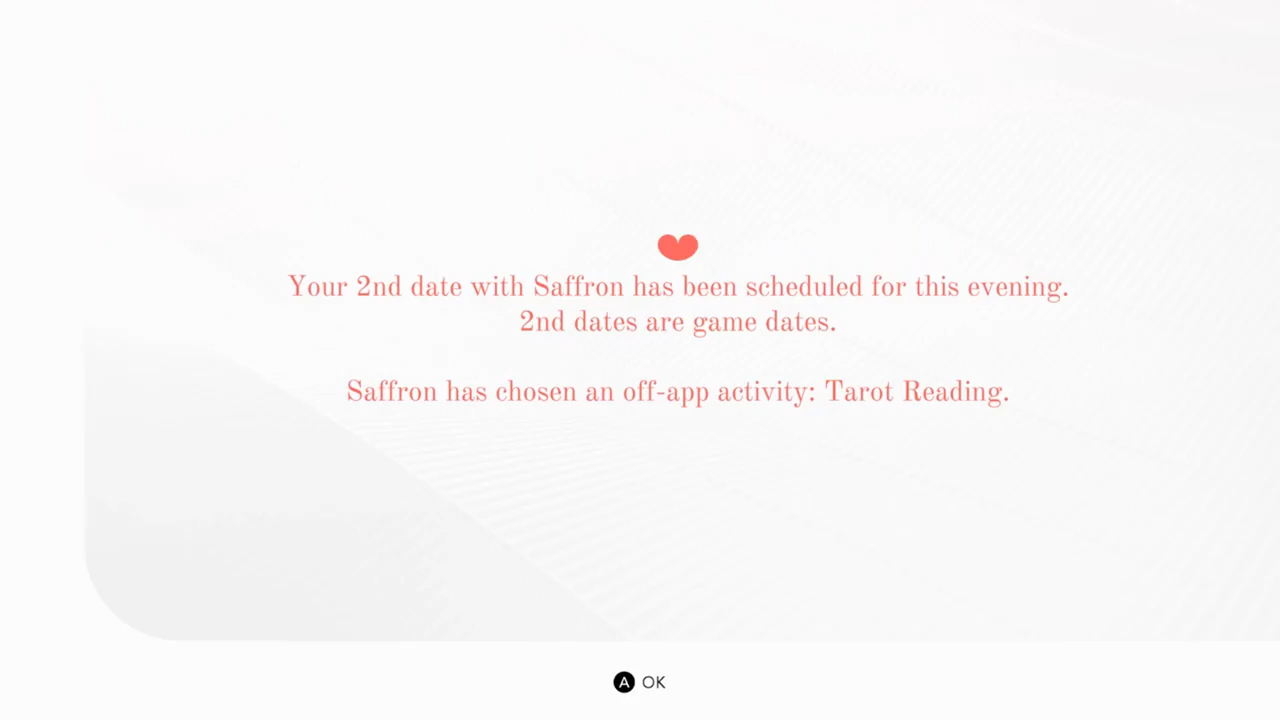 Your 2nd date with Saffron has been scheduled for this evening.
2nd dates are game dates.
Saffron has chosen an off-app activity: Tarot Reading.
A OK